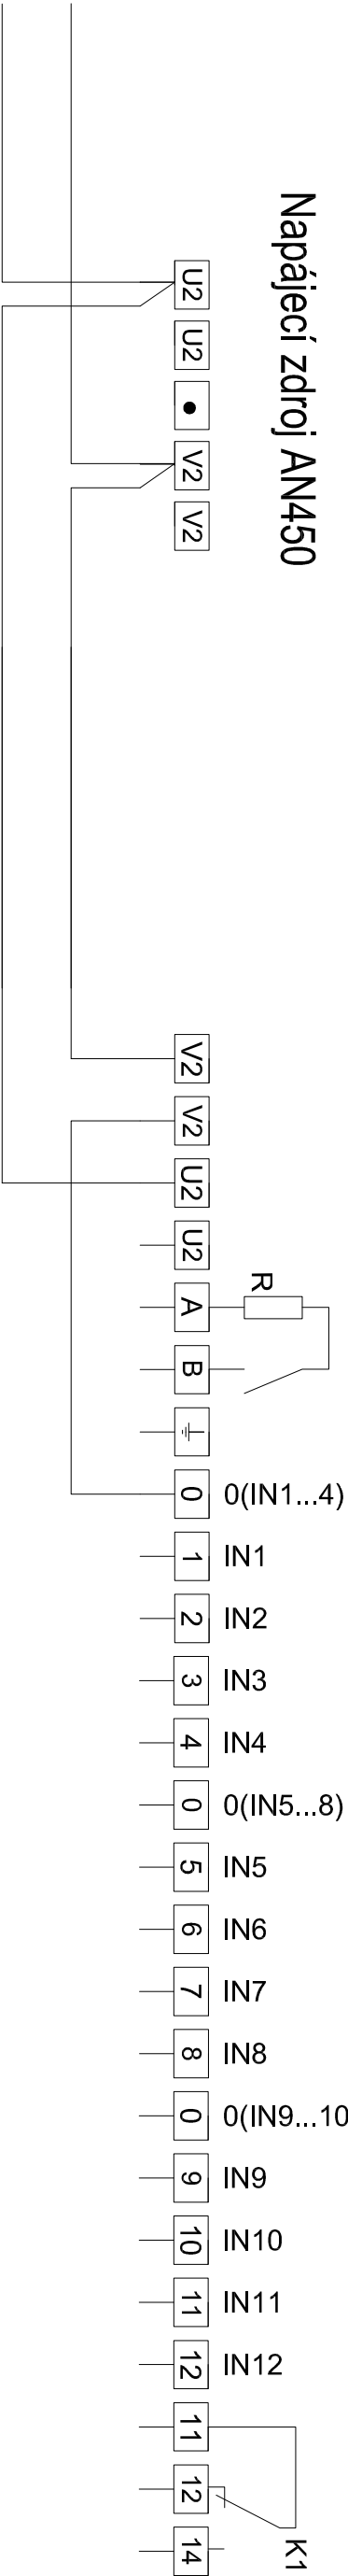 Napájecí zdroj AN450
U2
U2
V2
V2
V2
V2
U2
U2
R
A
B
0 0(IN1...4)
1 IN1
2 IN2
3 IN3
4 IN4
0 0(IN5...8)
5 IN5
6 IN6
7 IN7
8 IN8
0 0(IN9...10
9 IN9
10 IN10
11 IN11
12 IN12
11
12
14
K1